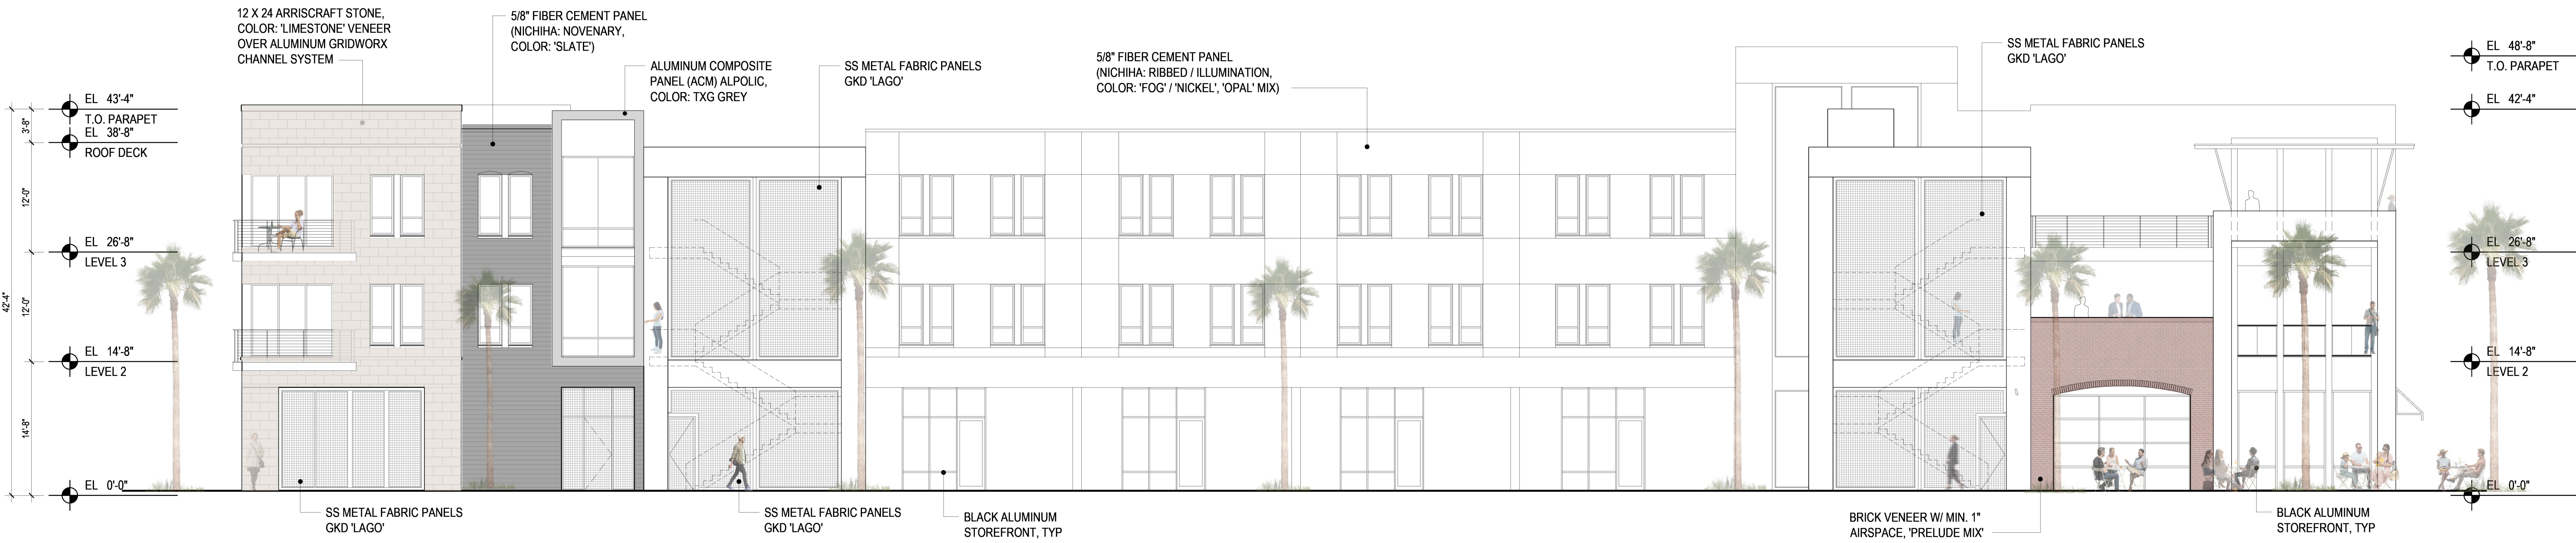 12 X 24 ARRISCRAFT STONE,
COLOR: 'LIMESTONE' VENEER
OVER ALUMINUM GRIDWORX
CHANNEL SYSTEM
5/8" FIBER CEMENT PANEL
(NICHIHA: NOVENARY,
COLOR: 'SLATE')
ALUMINUM COMPOSITE
PANEL (ACM) ALPOLIC,
COLOR: TXG GREY
SS METAL FABRIC PANELS
GKD 'LAGO'
5/8" FIBER CEMENT PANEL
(NICHIHA: RIBBED / ILLUMINATION,
COLOR: 'FOG' / 'NICKEL', 'OPAL' MIX)
SS METAL FABRIC PANELS
GKD 'LAGO'
EL 48'-8"
T.O. PARAPET
EL 42'-4"
EL 26'-8"
LEVEL 3
EL 14'-8"
LEVEL 2
EL 0'-0"
EL 43'-4"
T.O. PARAPET
EL 38'-8"
ROOF DECK
EL 26'-8"
LEVEL 3
EL 14'-8"
LEVEL 2
EL 0'-0"
3'-8"
12'-0"
12'-0"
14'-8"
42'-4"
SS METAL FABRIC PANELS
GKD 'LAGO'
SS METAL FABRIC PANELS
GKD 'LAGO'
BLACK ALUMINUM
STOREFRONT, TYP
BRICK VENEER W/ MIN. 1"
AIRSPACE, 'PRELUDE MIX'
BLACK ALUMINUM
STOREFRONT, TYP